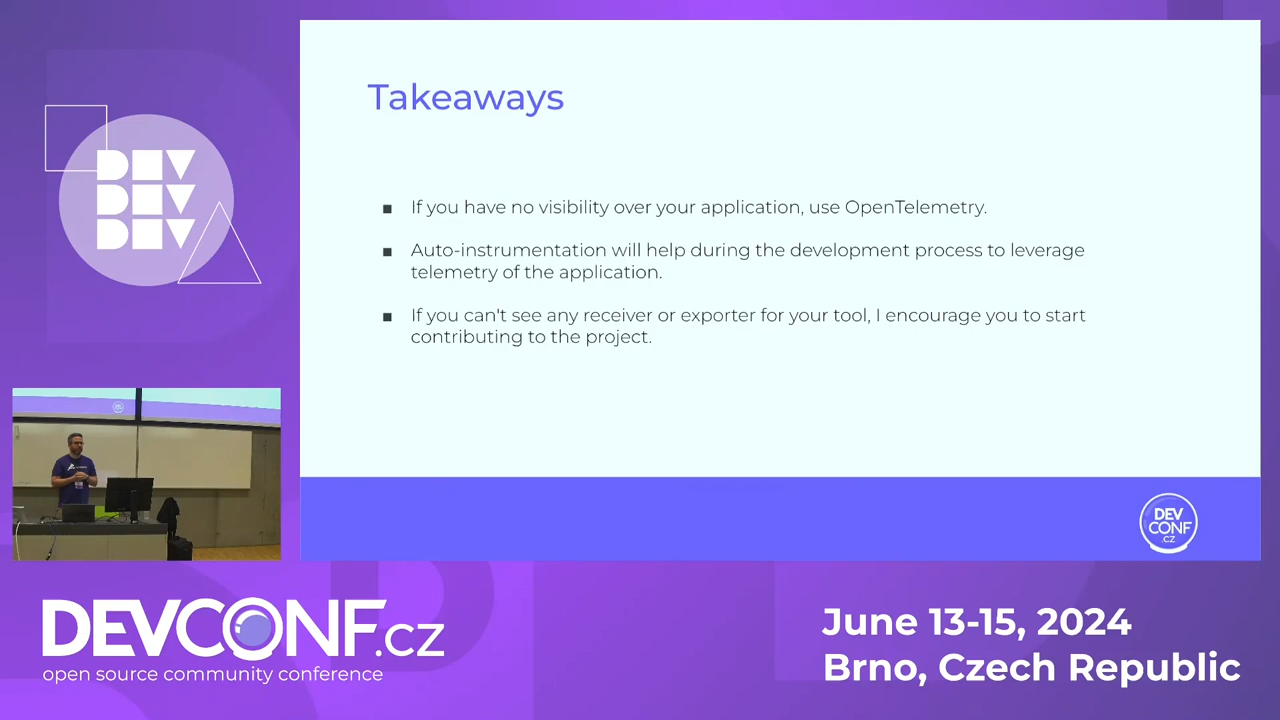 Takeaways
If you have no visibility over your application, use OpenTelemetry.
Auto-instrumentation will help during the development process to leverage
telemetry of the application.
If you can't see any receiver or exporter for your tool, I encourage you to start
contributing to the project.
DEV
DEV
DEV
DEV
CONF
CZ
DEVCONF.cz
open source community conference
June 13-15, 2024
Brno, Czech Republic